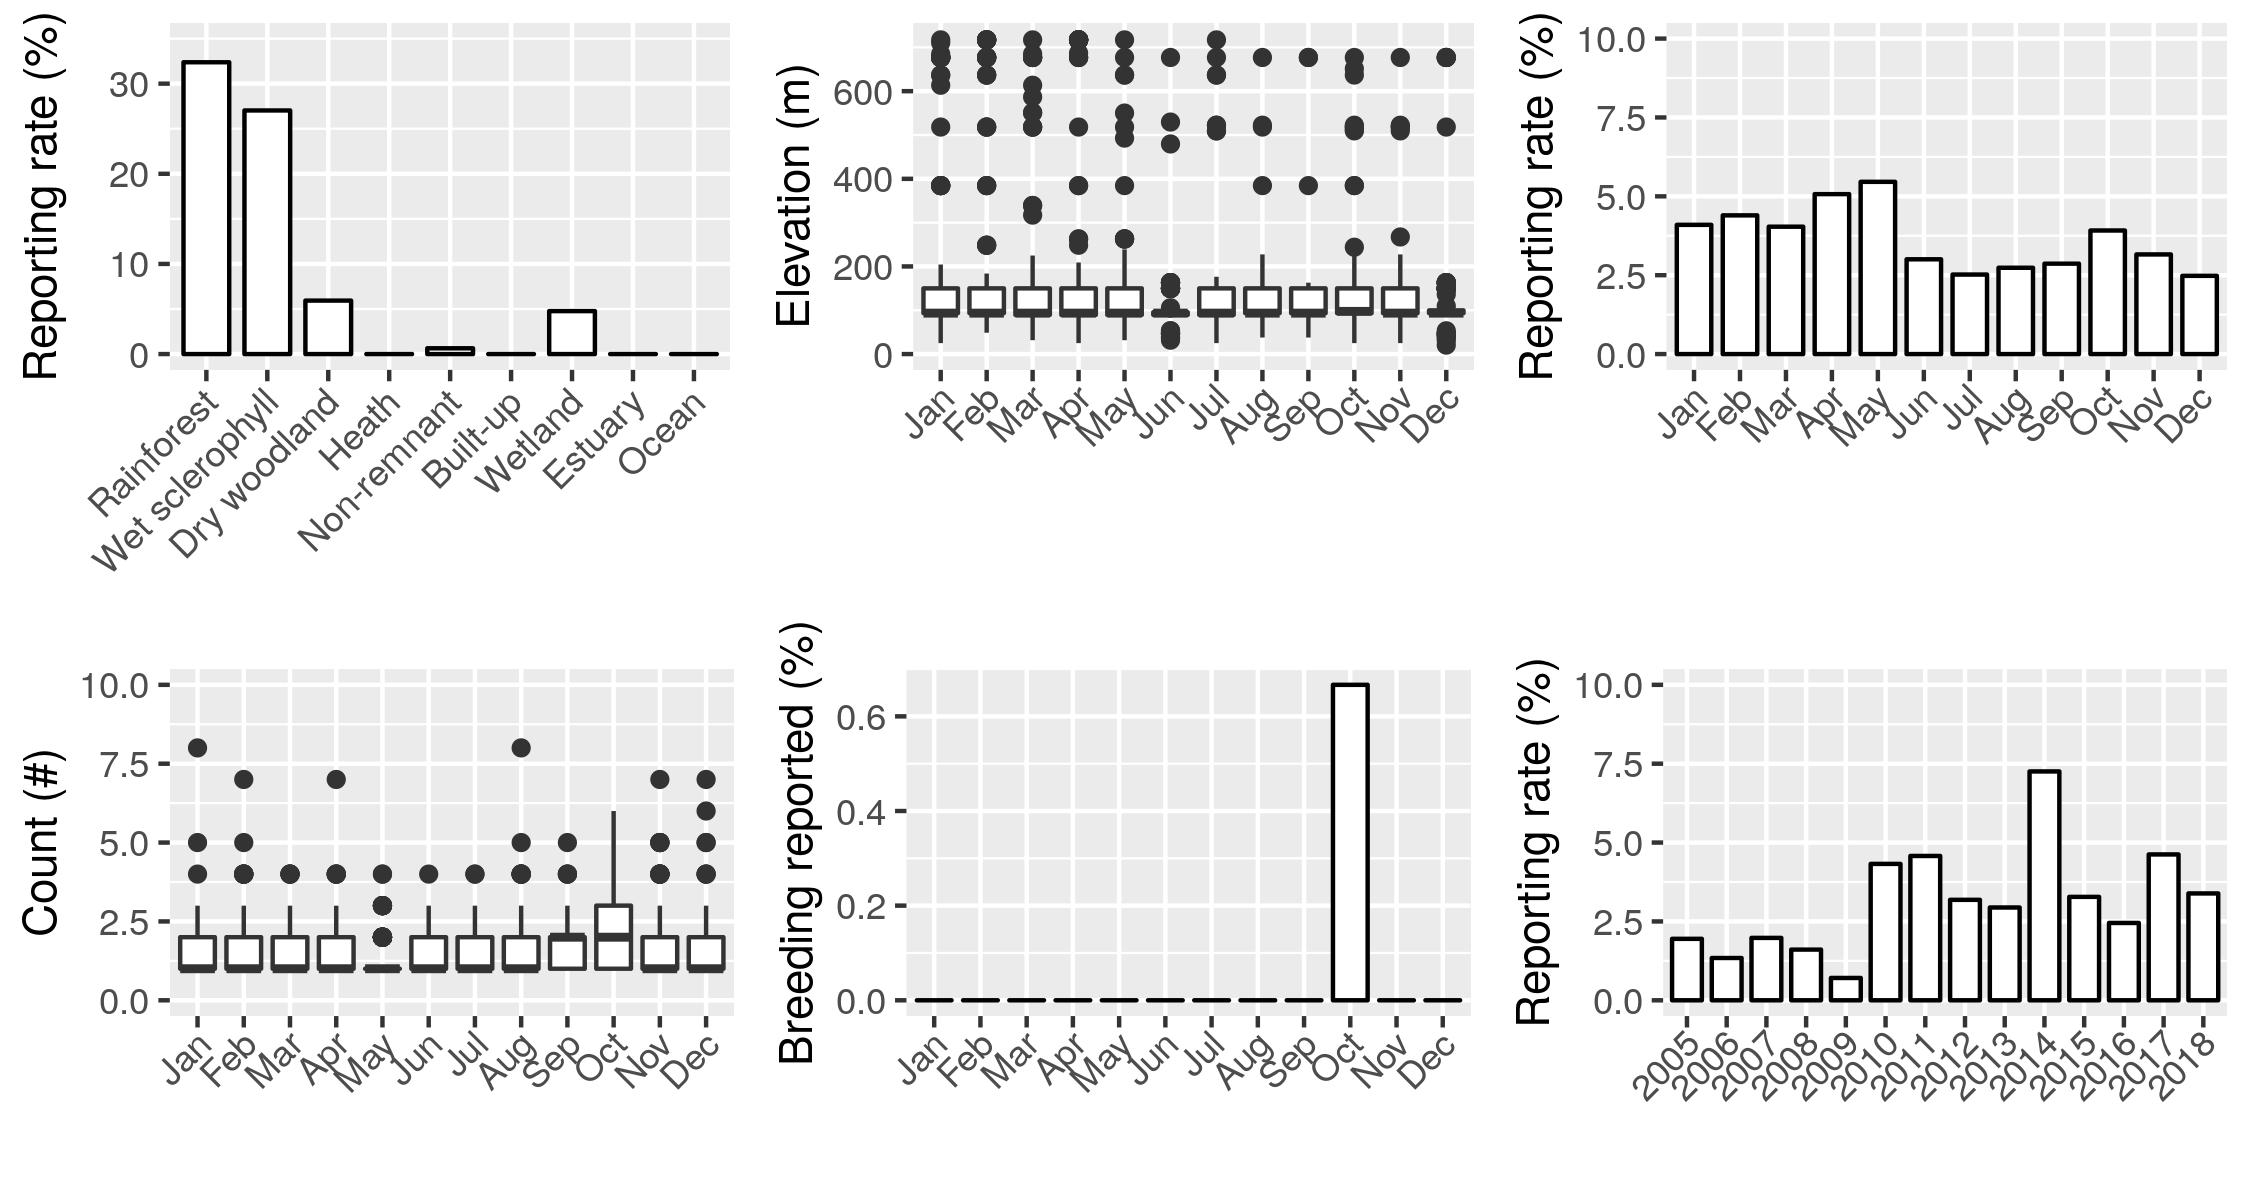 Reporting rate (%)
30
20
10
0
Rainforest
Wet sclerophyll
Dry woodland
Heath
Non-remnant
Built-up
Wetland
Estuary
Ocean
Elevation (m)
600
400
200
0
Jan
Feb
Mar
Apr
May
Jun
Jul
Aug
Sep
Oct
Nov
Dec
Reporting rate (%)
10.0
7.5
5.0
2.5
0.0
Jan
Feb
Mar
Apr
May
Jun
Jul
Aug
Sep
Oct
Nov
Dec
Count (#)
10.0
7.5
5.0
2.5
0.0
Jan
Feb
Mar
Apr
May
Jun
Jul
Aug
Sep
Oct
Nov
Dec
Breeding reported (%)
0.6
0.4
0.2
0.0
Jan
Feb
Mar
Apr
May
Jun
Jul
Aug
Sep
Oct
Nov
Dec
Reporting rate (%)
10.0
7.5
5.0
2.5
0.0
2005
2006
2007
2008
2009
2010
2011
2012
2013
2014
2015
2016
2017
2018